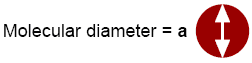 Molecular diameter = a